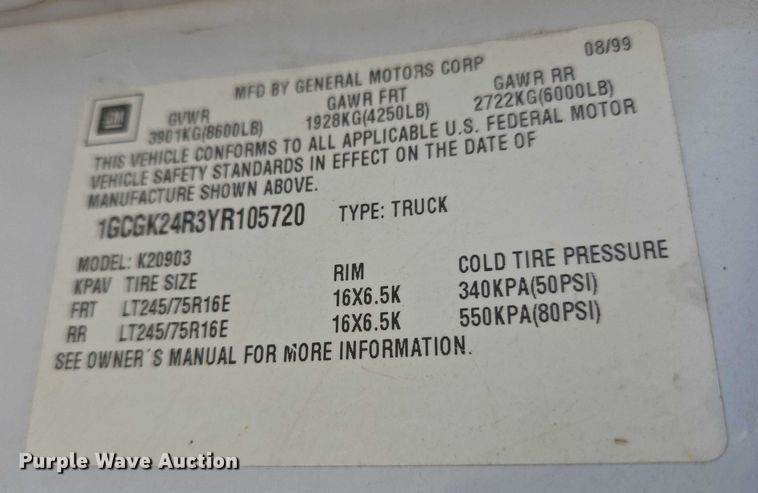 MFD BY GENERAL MOTORS CORP 08/99
GM
GVWR GAWR FRT GAWR RR
3901KG(8600LB) 1928KG(4250LB) 2722KG(6000LB)
THIS VEHICLE CONFORMS TO ALL APPLICABLE U.S. FEDERAL MOTOR
VEHICLE SAFETY STANDARDS IN EFFECT ON THE DATE OF
MANUFACTURE SHOWN ABOVE.
1GCGK24R3YR105720 TYPE: TRUCK
MODEL: K20903
KPAV TIRE SIZE RIM COLD TIRE PRESSURE
FRT LT245/75R16E 16X6.5K 340KPA(50PSI)
RR LT245/75R16E 16X6.5K 550KPA(80PSI)
SEE OWNER´S MANUAL FOR MORE INFORMATION.
Purple Wave Auction